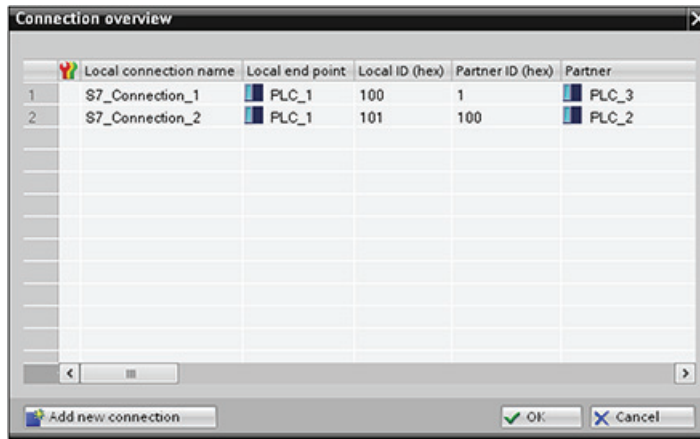 Connection overview
Local connection name Local end point Local ID (hex) Partner ID (hex) Partner
1 S7_Connection_1 PLC_1 100 1 PLC_3
2 S7_Connection_2 PLC_1 101 100 PLC_2
Add new connection OK Cancel